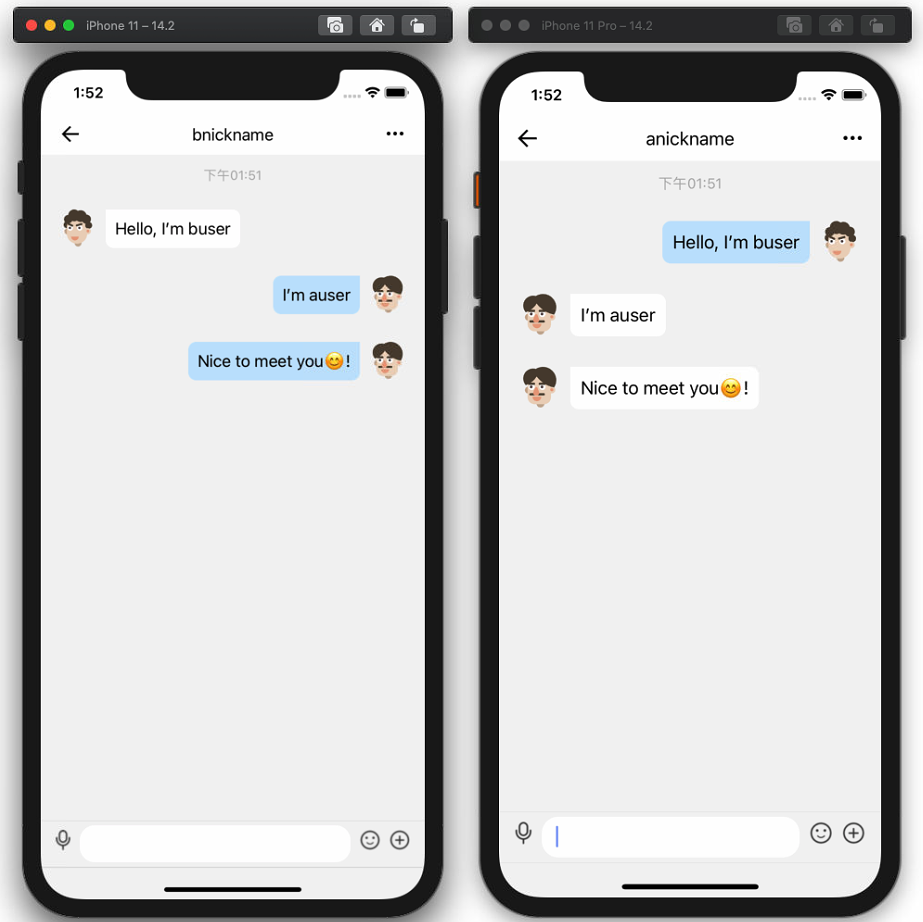 iPhone 11 – 14.2
1:52
bnickname
下午01:51
Hello, I'm buser
I'm auser
Nice to meet you😊!
iPhone 11 Pro – 14.2
1:52
anickname
下午01:51
Hello, I'm buser
I'm auser
Nice to meet you😊!